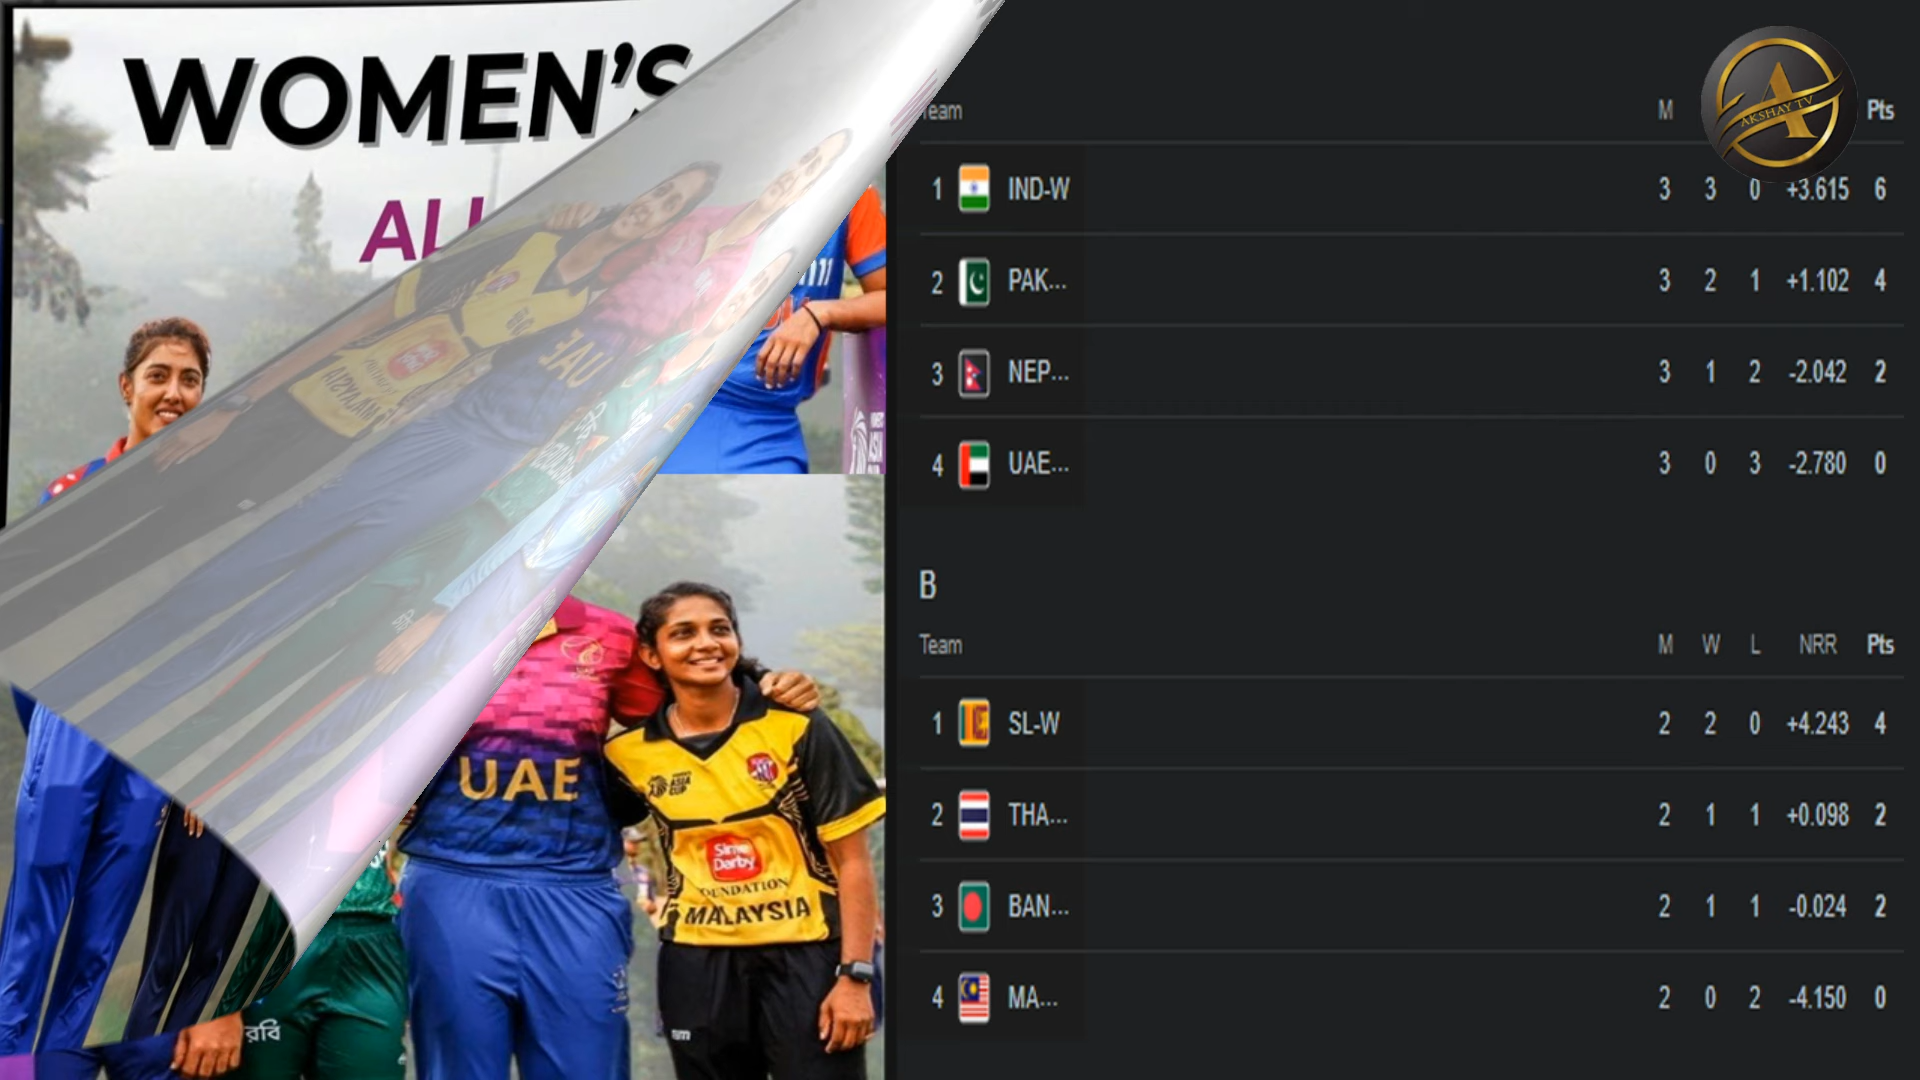 WOMEN'S
AL
Team M Pts
1 IND-W 3 3 0 +3.615 6
2 PAK... 3 2 1 +1.102 4
3 NEP... 3 1 2 -2.042 2
4 UAE... 3 0 3 -2.780 0
B
Team M W L NRR Pts
1 SL-W 2 2 0 +4.243 4
2 THA... 2 1 1 +0.098 2
3 BAN... 2 1 1 -0.024 2
4 MA... 2 0 2 -4.150 0
AKSHAY TV
UAE
ASIA
CUP
Sime
Darby
MALAYSIA
রবি